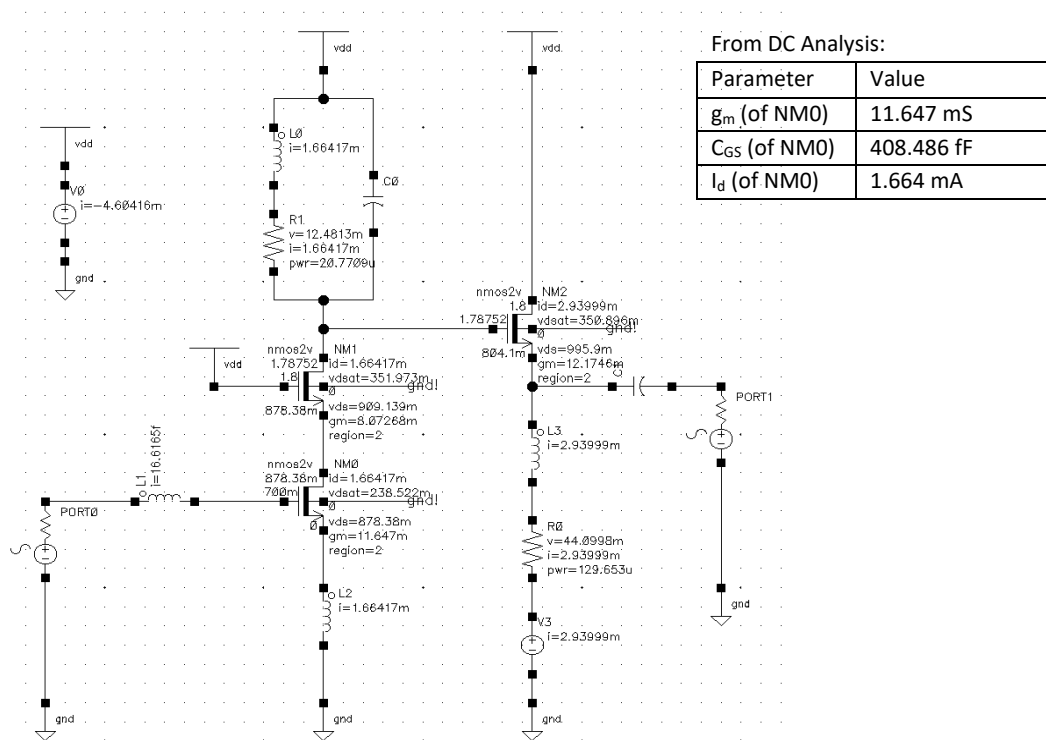 From DC Analysis:
Parameter Value
gm (of NM0) 11.647 mS
CGS (of NM0) 408.486 fF
Id (of NM0) 1.664 mA
vdd
vdd
vdd
L0
i=1.66417m
C0
V0
i=-4.60416m
gnd
R1
v=12.4813m
i=1.66417m
pwr=20.7709u
nmos2v NM2
1.8 id=2.93999m
1.78752 vdsat=350.896m
0 gnd!
804.1m
vds=995.9m
gm=12.1746m
region=2
nmos2v NM1
1.78752 id=1.66417m
vdd
1.8 vdsat=351.973m
0 gnd!
878.38m
vds=909.139m
gm=8.07268m
region=2
PORT1
L3
i=2.93999m
L1
i=16.6165f
nmos2v NM0
878.38m id=1.66417m
700m vdsat=238.522m
0 gnd!
PORT0
0 vds=878.38m
gm=11.647m
region=2
R0
v=44.0998m
i=2.93999m
pwr=129.653u
L2
i=1.66417m
gnd
V3
i=2.93999m
gnd
gnd
gnd